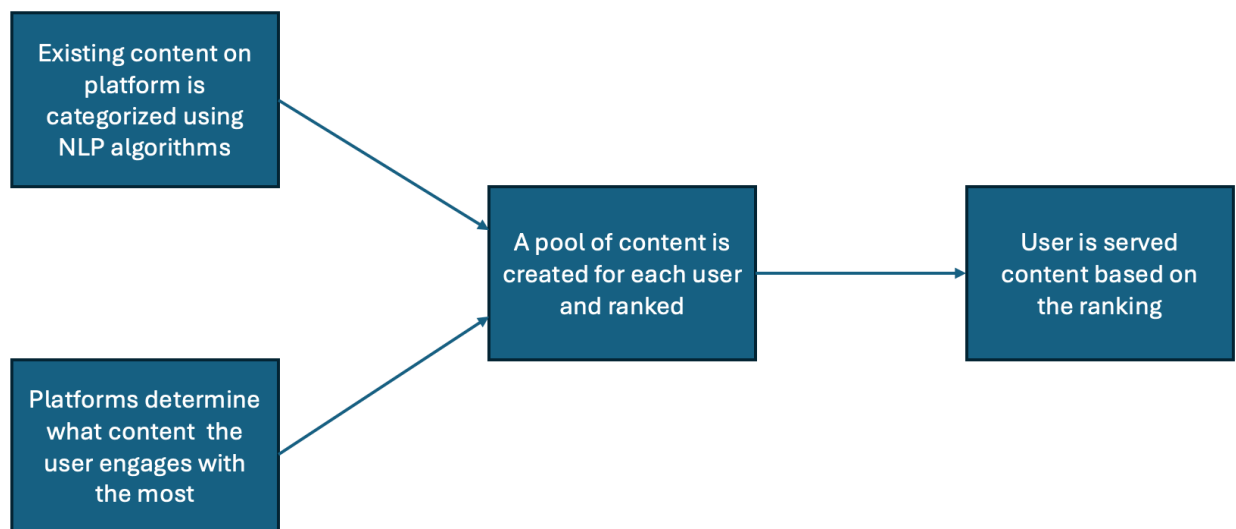 Existing content on
platform is
categorized using
NLP algorithms
Platforms determine
what content the
user engages with
the most
A pool of content is
created for each user
and ranked
User is served
content based on
the ranking